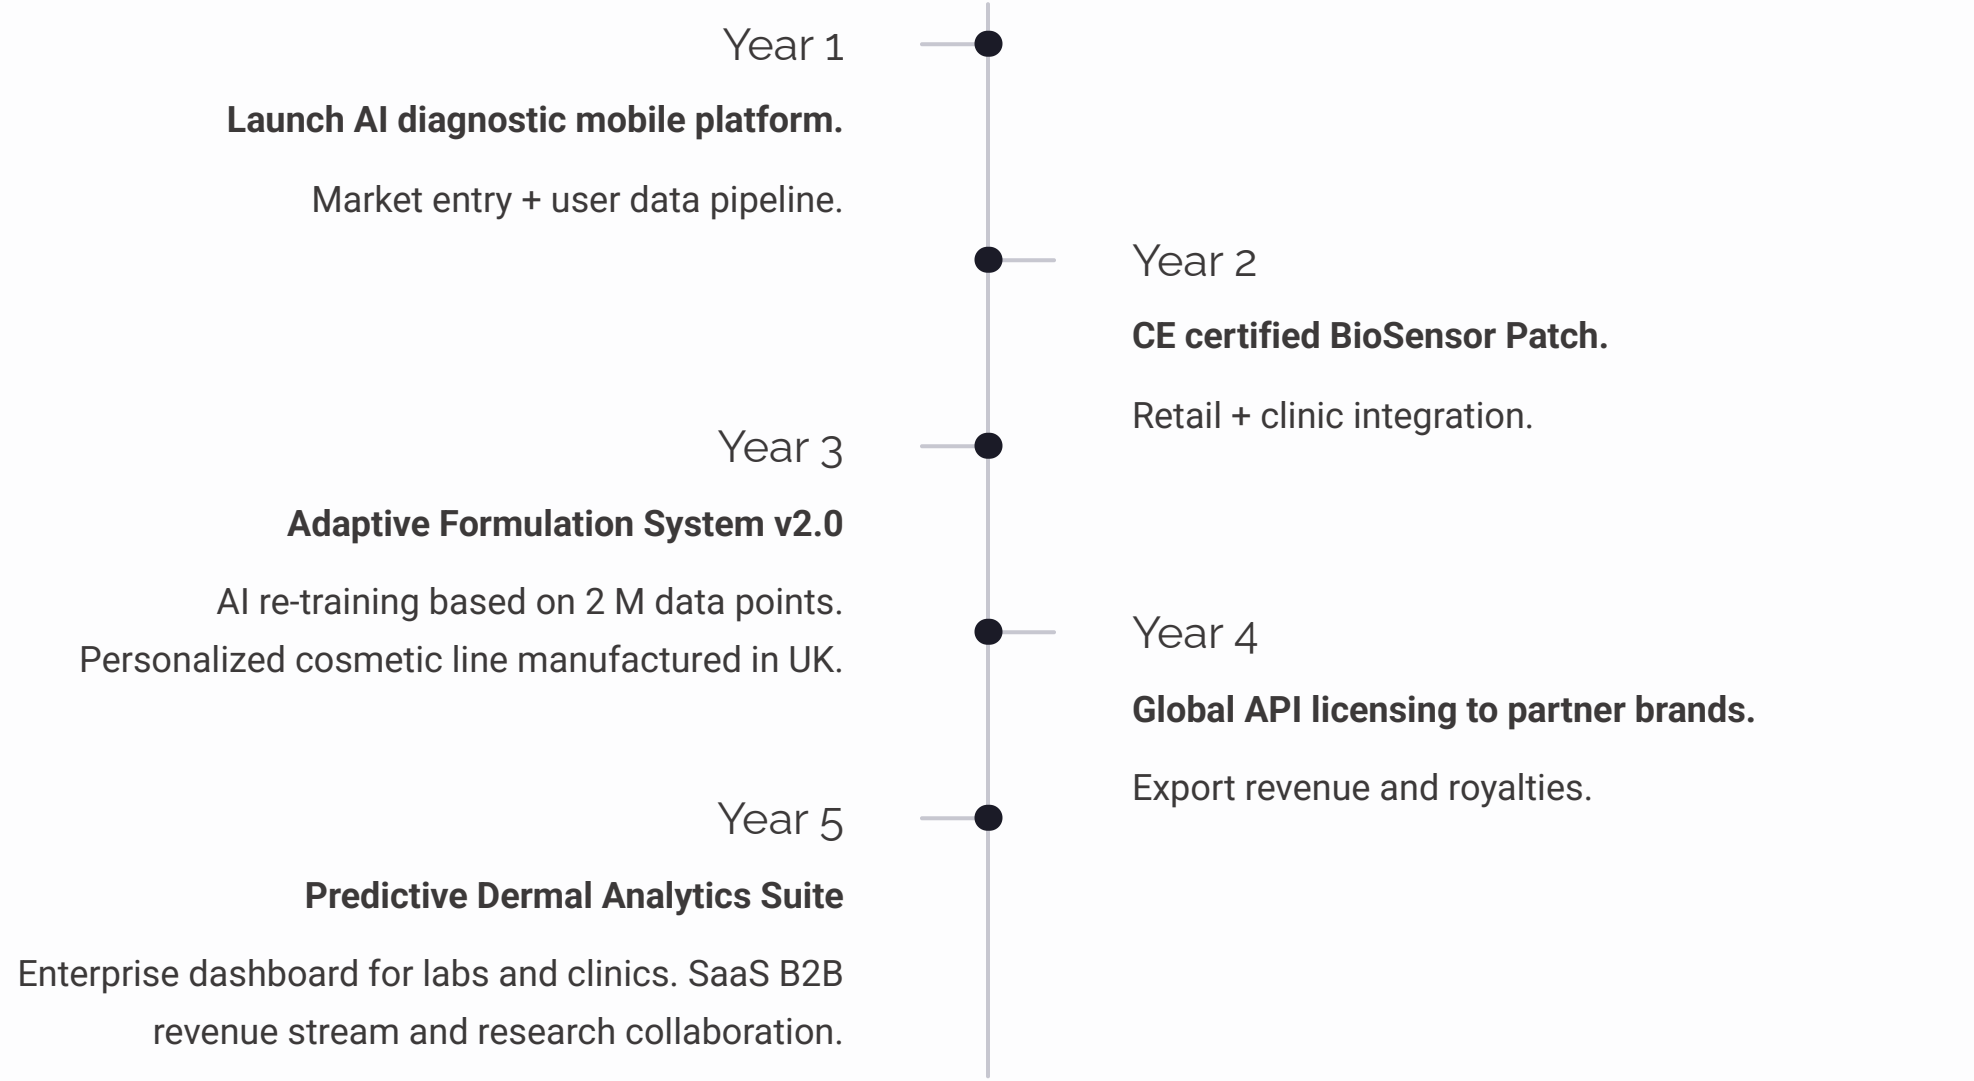 Year 1
Launch AI diagnostic mobile platform.
Market entry + user data pipeline.
Year 2
CE certified BioSensor Patch.
Retail + clinic integration.
Year 3
Adaptive Formulation System v2.0
AI re-training based on 2 M data points.
Personalized cosmetic line manufactured in UK.
Year 4
Global API licensing to partner brands.
Export revenue and royalties.
Year 5
Predictive Dermal Analytics Suite
Enterprise dashboard for labs and clinics. SaaS B2B
revenue stream and research collaboration.